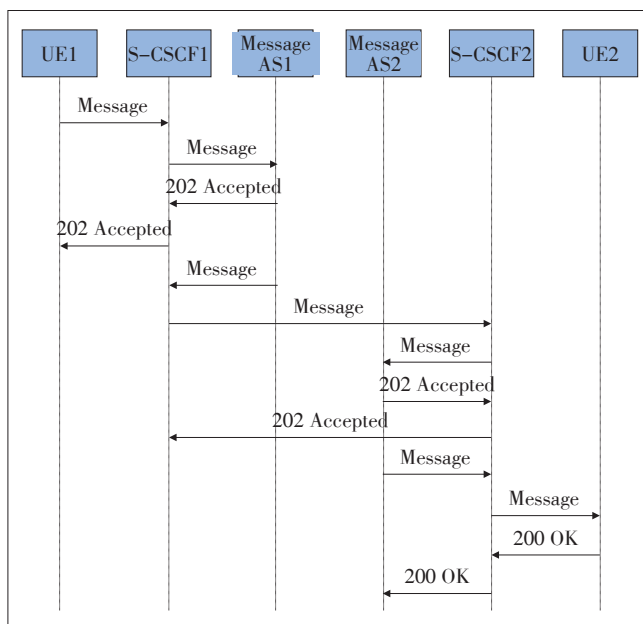 UE1
S-CSCF1
Message
AS1
Message
AS2
S-CSCF2
UE2
Message
Message
202 Accepted
202 Accepted
Message
Message
Message
202 Accepted
202 Accepted
Message
Message
200 OK
200 OK